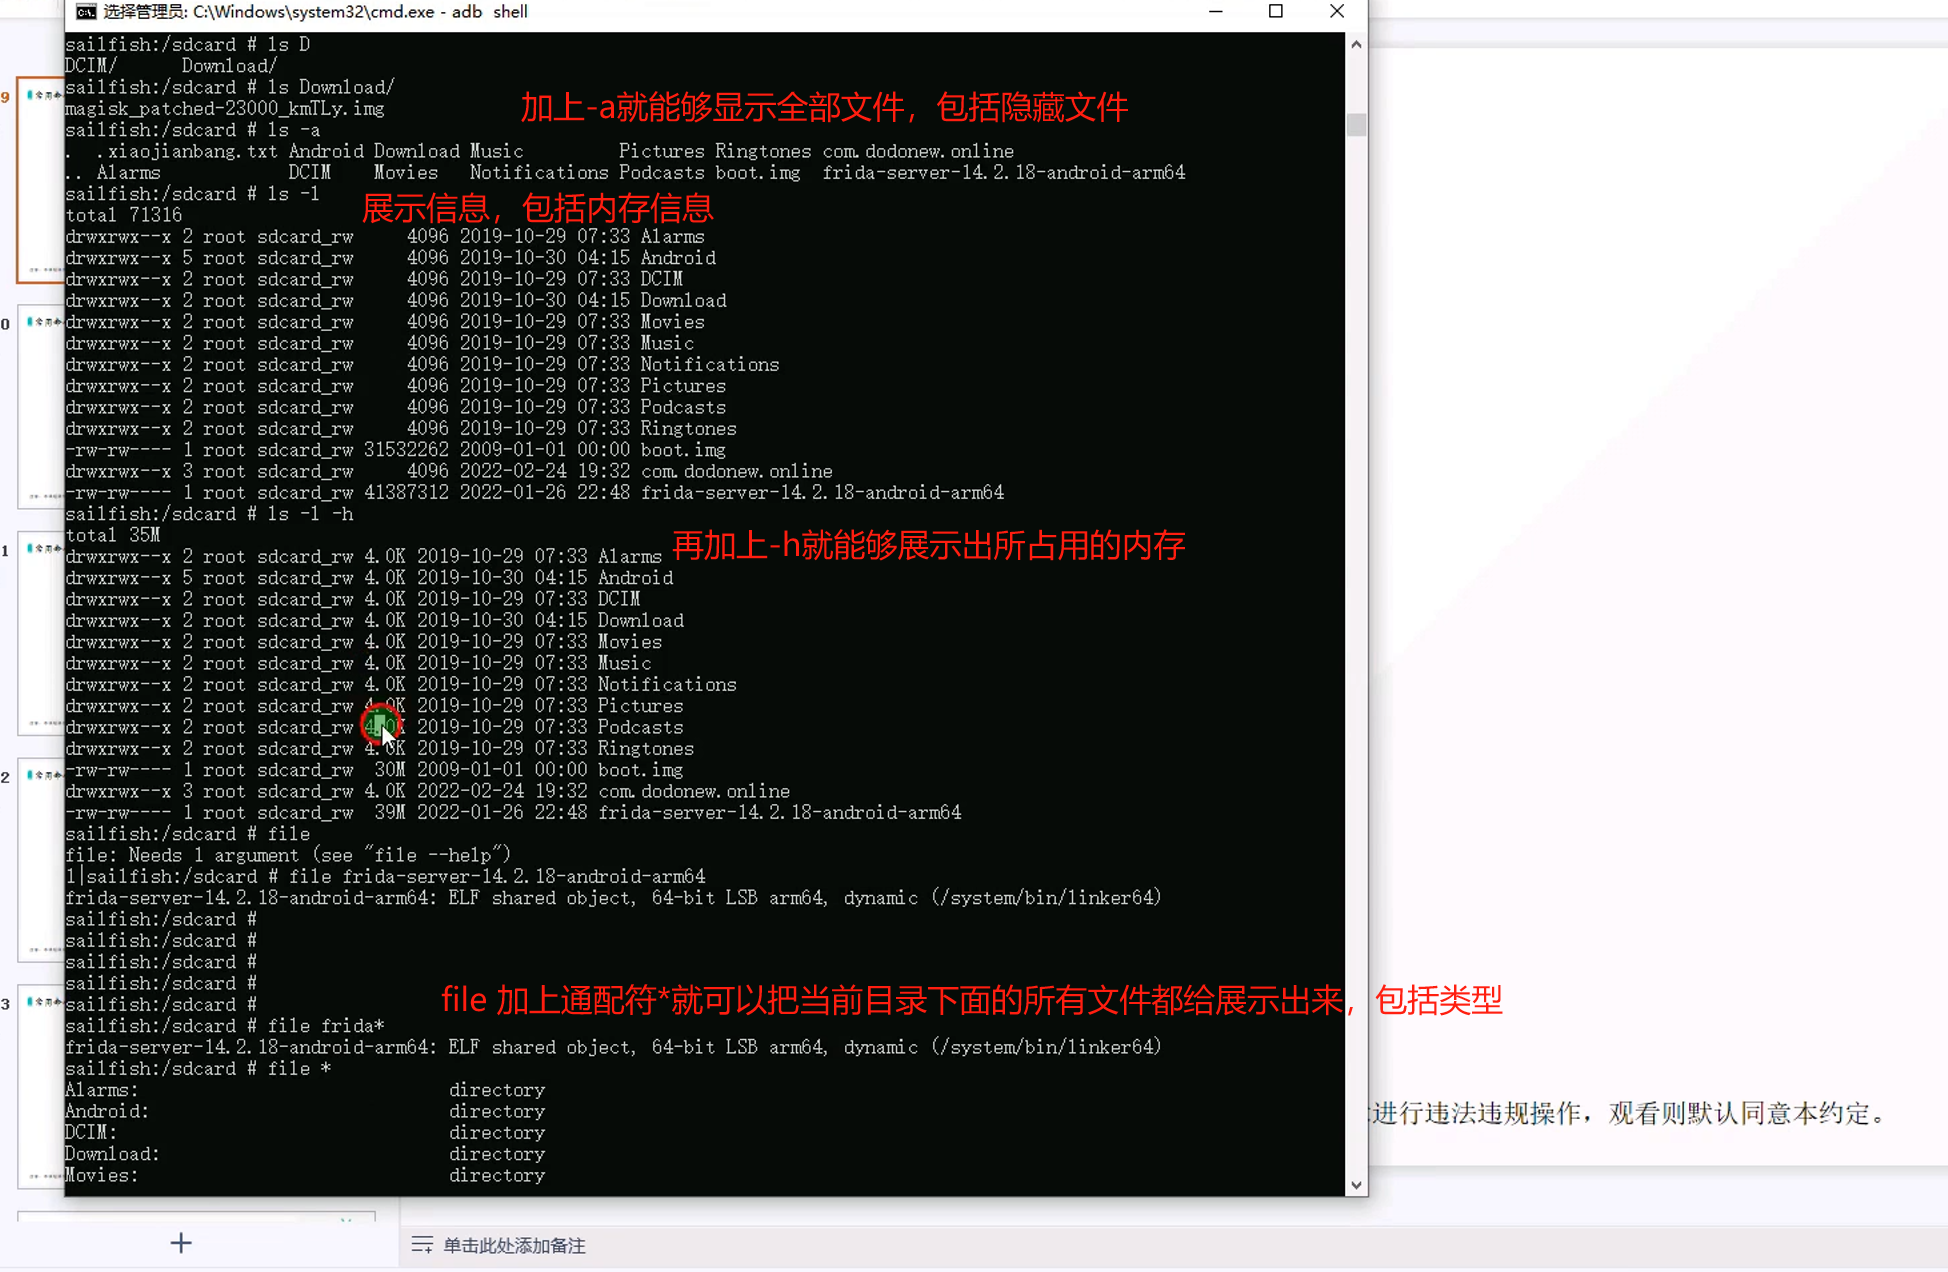 选择管理员: C:\Windows\system32\cmd.exe - adb shell
sailfish:/sdcard # ls D
DCIM/ Download/
sailfish:/sdcard # ls Download/
magisk_patched-23000_kmTLy.img
加上-a就能够显示全部文件，包括隐藏文件
sailfish:/sdcard # ls -a
. .xiaojianbang.txt Android Download Music Pictures Ringtones com.dodonew.online
.. Alarms DCIM Movies Notifications Podcasts boot.img frida-server-14.2.18-android-arm64
sailfish:/sdcard # ls -l
展示信息，包括内存信息
total 71316
drwxrwx--x 2 root sdcard_rw 4096 2019-10-29 07:33 Alarms
drwxrwx--x 5 root sdcard_rw 4096 2019-10-30 04:15 Android
drwxrwx--x 2 root sdcard_rw 4096 2019-10-29 07:33 DCIM
drwxrwx--x 2 root sdcard_rw 4096 2019-10-30 04:15 Download
drwxrwx--x 2 root sdcard_rw 4096 2019-10-29 07:33 Movies
drwxrwx--x 2 root sdcard_rw 4096 2019-10-29 07:33 Music
drwxrwx--x 2 root sdcard_rw 4096 2019-10-29 07:33 Notifications
drwxrwx--x 2 root sdcard_rw 4096 2019-10-29 07:33 Pictures
drwxrwx--x 2 root sdcard_rw 4096 2019-10-29 07:33 Podcasts
drwxrwx--x 2 root sdcard_rw 4096 2019-10-29 07:33 Ringtones
-rw-rw---- 1 root sdcard_rw 31532262 2009-01-01 00:00 boot.img
drwxrwx--x 3 root sdcard_rw 4096 2022-02-24 19:32 com.dodonew.online
-rw-rw---- 1 root sdcard_rw 41387312 2022-01-26 22:48 frida-server-14.2.18-android-arm64
sailfish:/sdcard # ls -l -h
total 35M
再加上-h就能够展示出所占用的内存
drwxrwx--x 2 root sdcard_rw 4.0K 2019-10-29 07:33 Alarms
drwxrwx--x 5 root sdcard_rw 4.0K 2019-10-30 04:15 Android
drwxrwx--x 2 root sdcard_rw 4.0K 2019-10-29 07:33 DCIM
drwxrwx--x 2 root sdcard_rw 4.0K 2019-10-30 04:15 Download
drwxrwx--x 2 root sdcard_rw 4.0K 2019-10-29 07:33 Movies
drwxrwx--x 2 root sdcard_rw 4.0K 2019-10-29 07:33 Music
drwxrwx--x 2 root sdcard_rw 4.0K 2019-10-29 07:33 Notifications
drwxrwx--x 2 root sdcard_rw 4.0K 2019-10-29 07:33 Pictures
drwxrwx--x 2 root sdcard_rw 4.0K 2019-10-29 07:33 Podcasts
drwxrwx--x 2 root sdcard_rw 4.0K 2019-10-29 07:33 Ringtones
-rw-rw---- 1 root sdcard_rw 30M 2009-01-01 00:00 boot.img
drwxrwx--x 3 root sdcard_rw 4.0K 2022-02-24 19:32 com.dodonew.online
-rw-rw---- 1 root sdcard_rw 39M 2022-01-26 22:48 frida-server-14.2.18-android-arm64
sailfish:/sdcard # file
file: Needs 1 argument (see "file --help")
1|sailfish:/sdcard # file frida-server-14.2.18-android-arm64
frida-server-14.2.18-android-arm64: ELF shared object, 64-bit LSB arm64, dynamic (/system/bin/linker64)
sailfish:/sdcard #
sailfish:/sdcard #
sailfish:/sdcard #
sailfish:/sdcard #
sailfish:/sdcard #
file 加上通配符*就可以把当前目录下面的所有文件都给展示出来，包括类型
sailfish:/sdcard # file frida*
frida-server-14.2.18-android-arm64: ELF shared object, 64-bit LSB arm64, dynamic (/system/bin/linker64)
sailfish:/sdcard # file *
Alarms: directory
Android: directory
DCIM: directory
Download: directory
Movies: directory
进行违法违规操作，观看则默认同意本约定。
单击此处添加备注
9
0
1
2
3